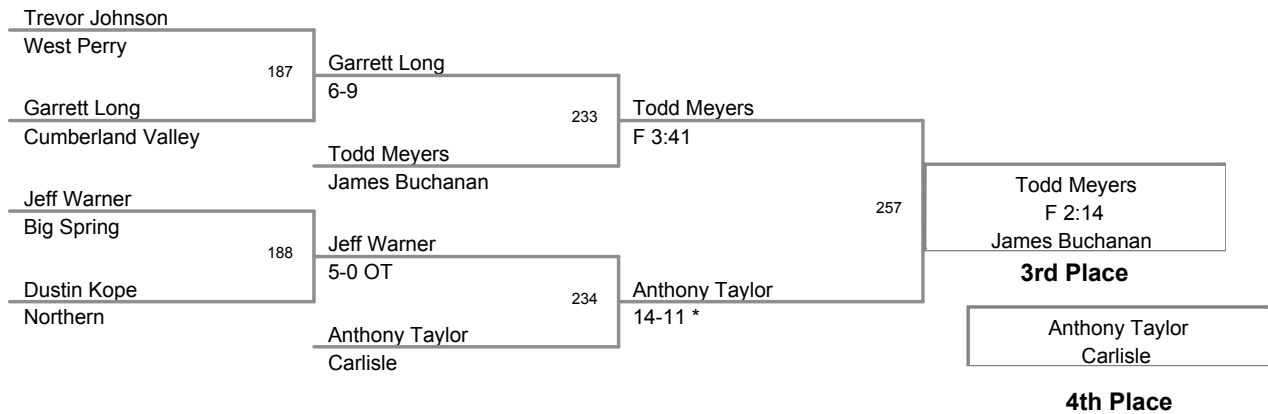 Trevor Johnson
West Perry
187
Garrett Long
Cumberland Valley
Garrett Long
6-9
233
Todd Meyers
James Buchanan
Todd Meyers
F 3:41
Jeff Warner
Big Spring
188
Dustin Kope
Northern
Jeff Warner
5-0 OT
234
Anthony Taylor
Carlisle
Anthony Taylor
14-11 *
257
Todd Meyers
F 2:14
James Buchanan
3rd Place
Anthony Taylor
Carlisle
4th Place